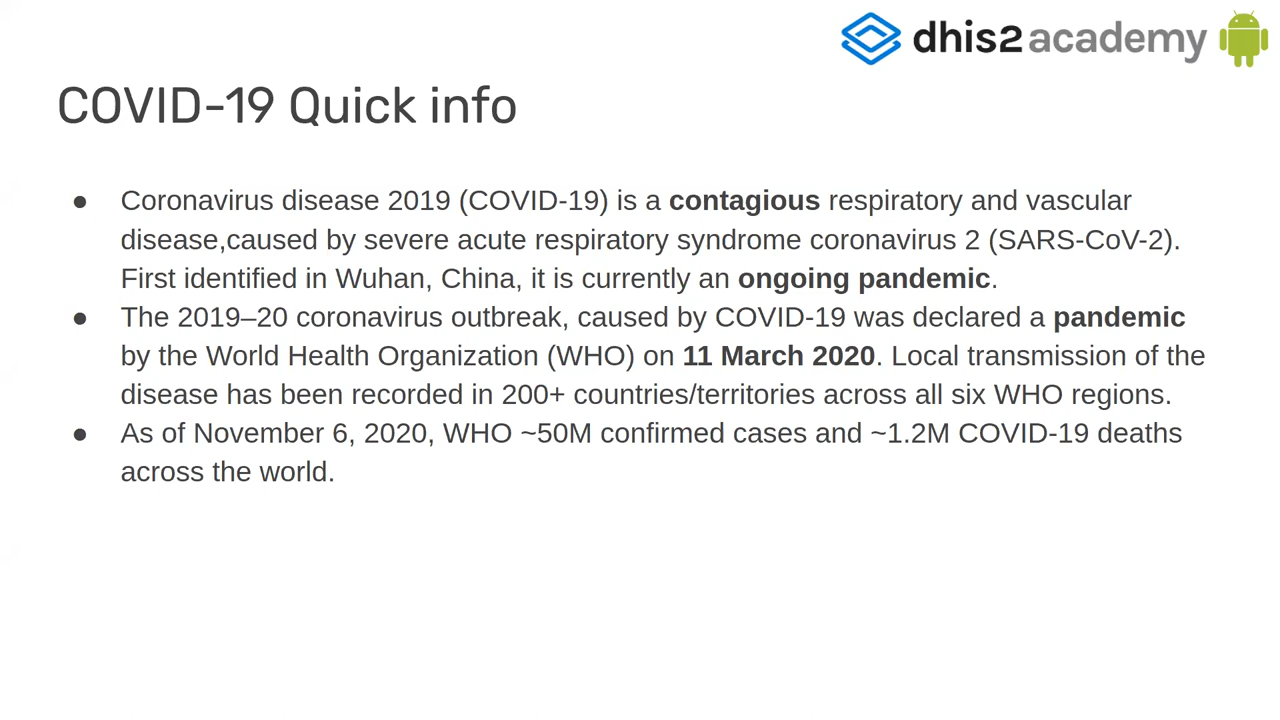 dhis2 academy
COVID-19 Quick info
● Coronavirus disease 2019 (COVID-19) is a contagious respiratory and vascular
disease,caused by severe acute respiratory syndrome coronavirus 2 (SARS-CoV-2).
First identified in Wuhan, China, it is currently an ongoing pandemic.
● The 2019–20 coronavirus outbreak, caused by COVID-19 was declared a pandemic
by the World Health Organization (WHO) on 11 March 2020. Local transmission of the
disease has been recorded in 200+ countries/territories across all six WHO regions.
● As of November 6, 2020, WHO ~50M confirmed cases and ~1.2M COVID-19 deaths
across the world.